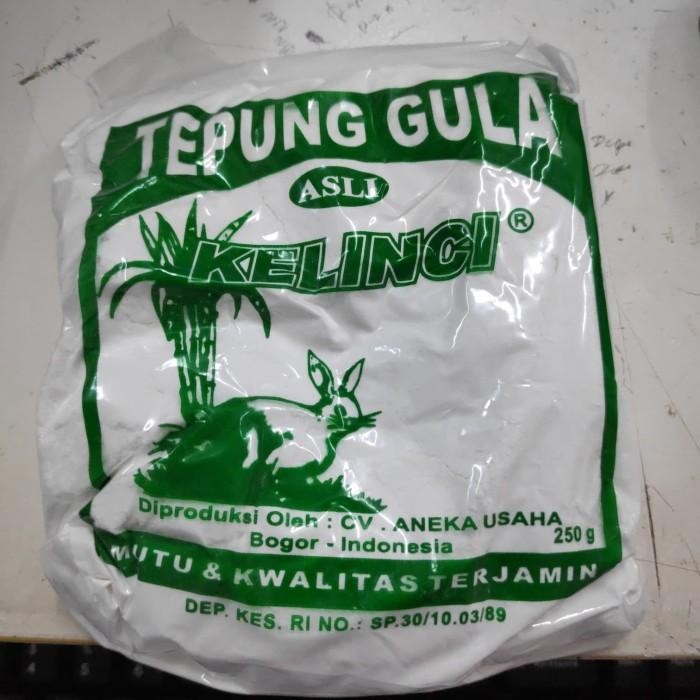 TEPUNG GULA
ASLI
KELINCI ®
Diproduksi Oleh : CV . ANEKA USAHA
Bogor - Indonesia
250 g
MUTU & KWALITAS TERJAMIN
DEP. KES. RI NO.: SP.30/10.03/89